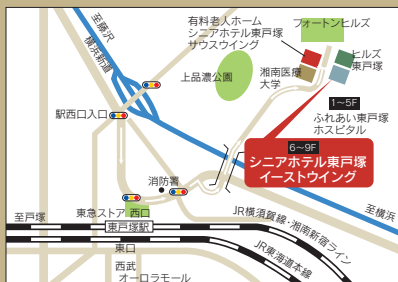 至藤沢
横浜新道
有料老人ホーム
シニアホテル東戸塚
サウスウイング
フォートンヒルズ
ヒルズ
東戸塚
上品濃公園
湘南医療
大学
1～5F
ふれあい東戸塚
ホスピタル
駅西口入口
6～9F
シニアホテル東戸塚
イーストウイング
消防署
至横浜
至戸塚
東急ストア
西口
東戸塚駅
東口
JR横須賀線・湘南新宿ライン
JR東海道本線
西武
オーロラモール